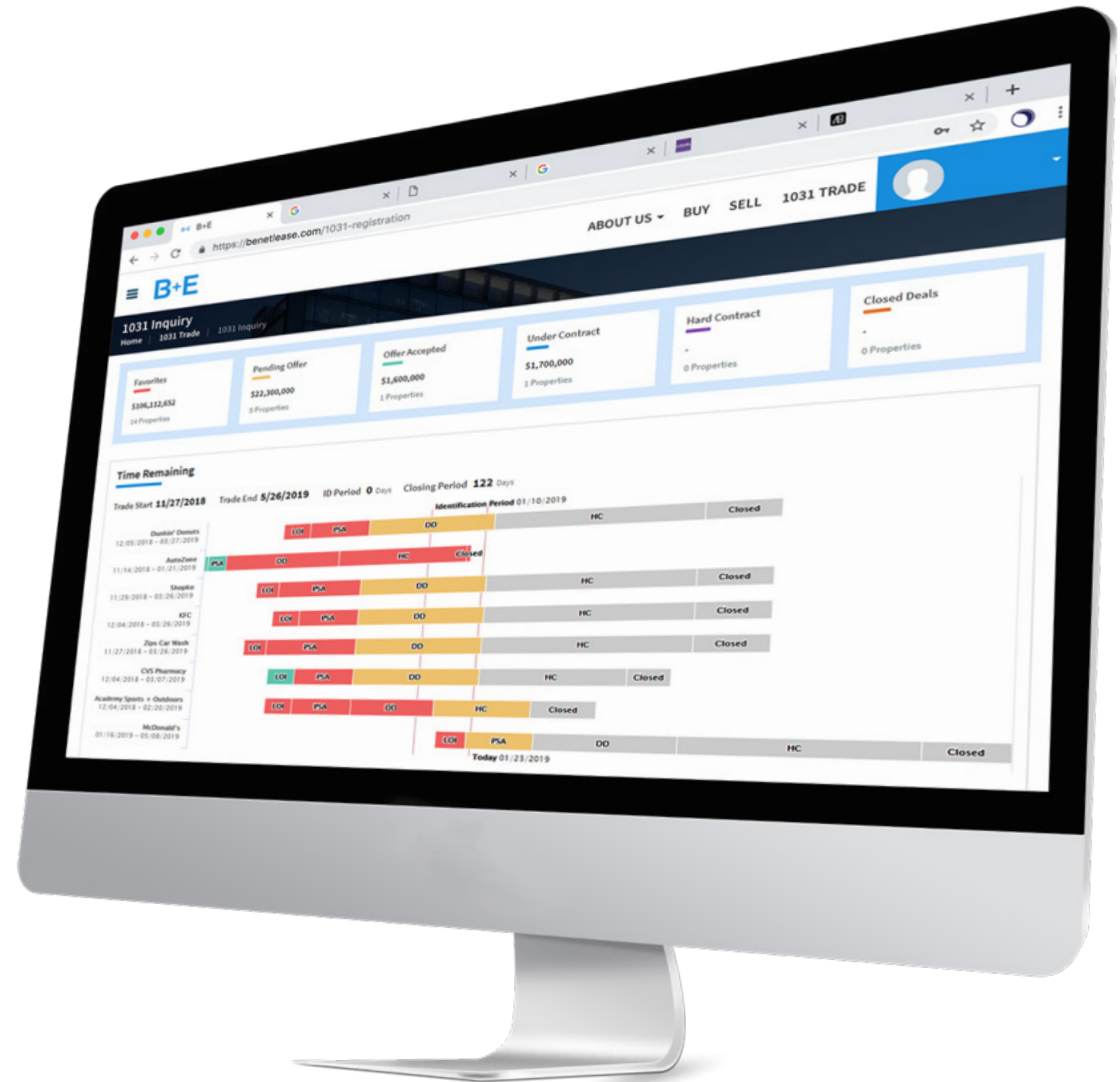 B+E
https://benetlease.com/1031-registration
B+E
ABOUT US BUY SELL 1031 TRADE
1031 Inquiry
Home | 1031 Trade | 1031 Inquiry
Favorites
$106,112,652
14 Properties
Pending Offer
$22,300,000
5 Properties
Offer Accepted
$1,600,000
1 Properties
Under Contract
$1,700,000
1 Properties
Hard Contract
-
0 Properties
Closed Deals
-
0 Properties
Time Remaining
Trade Start 11/27/2018 Trade End 5/26/2019 ID Period 0 Days Closing Period 122 Days
Identification Period 01/10/2019
Dunkin' Donuts
12/05/2018 - 03/27/2019
LOI PSA DD HC Closed
AutoZone
11/14/2018 - 01/21/2019
PSA DD HC Closed
Shopko
11/29/2018 - 03/26/2019
LOI PSA DD HC Closed
KFC
12/04/2018 - 03/26/2019
LOI PSA DD HC Closed
Zips Car Wash
11/27/2018 - 03/26/2019
LOI PSA DD HC Closed
CVS Pharmacy
12/04/2018 - 03/07/2019
LOI PSA DD HC Closed
Academy Sports + Outdoors
12/04/2018 - 02/20/2019
LOI PSA DD HC Closed
McDonald's
01/16/2019 - 05/08/2019
LOI PSA DD HC Closed
Today 01/23/2019